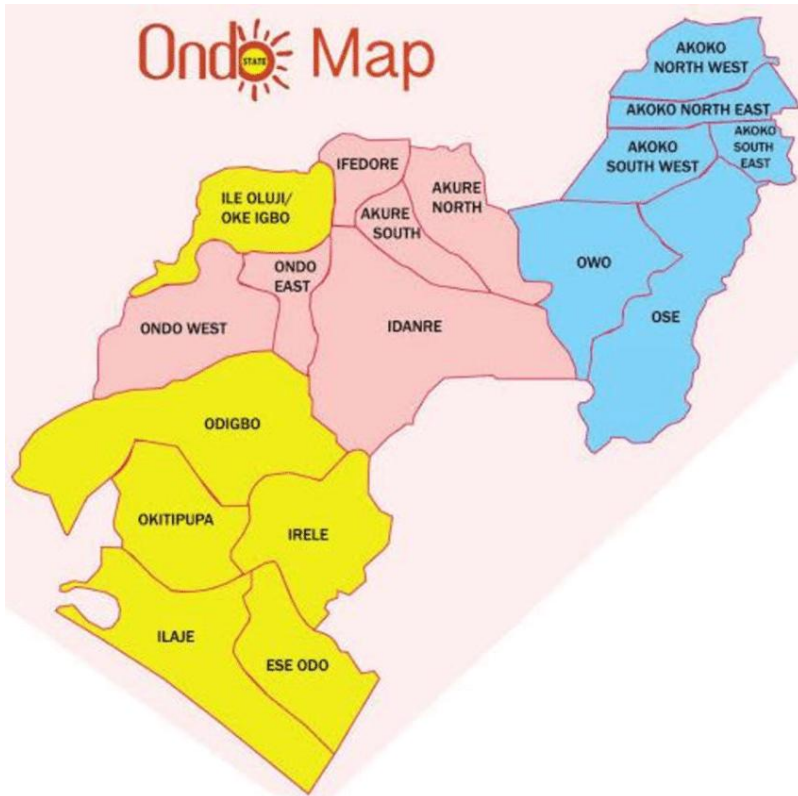 Ondo Map
STATE
AKOKO
NORTH WEST
AKOKO NORTH EAST
AKOKO
SOUTH
EAST
AKOKO
SOUTH WEST
IFEDORE
AKURE
NORTH
ILE OLUJI/
OKE IGBO
AKURE
SOUTH
ONDO
EAST
OWO
OSE
ONDO WEST
IDANRE
ODIGBO
OKITIPUPA
IRELE
ILAJE
ESE ODO